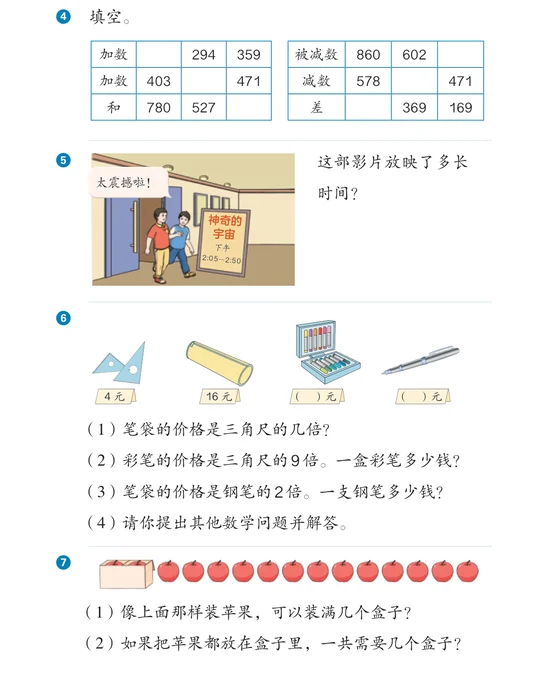 4 填空。
加数 294 359
加数 403 471
和 780 527
被减数 860 602
减数 578 471
差 369 169
5
太震撼啦！
神奇的
宇宙
下午
2:05~2:50
这部影片放映了多长
时间？
6
4 元 16 元 （ ）元 （ ）元
（1）笔袋的价格是三角尺的几倍？
（2）彩笔的价格是三角尺的9倍。一盒彩笔多少钱？
（3）笔袋的价格是钢笔的2倍。一支钢笔多少钱？
（4）请你提出其他数学问题并解答。
7
（1）像上面那样装苹果，可以装满几个盒子？
（2）如果把苹果都放在盒子里，一共需要几个盒子？